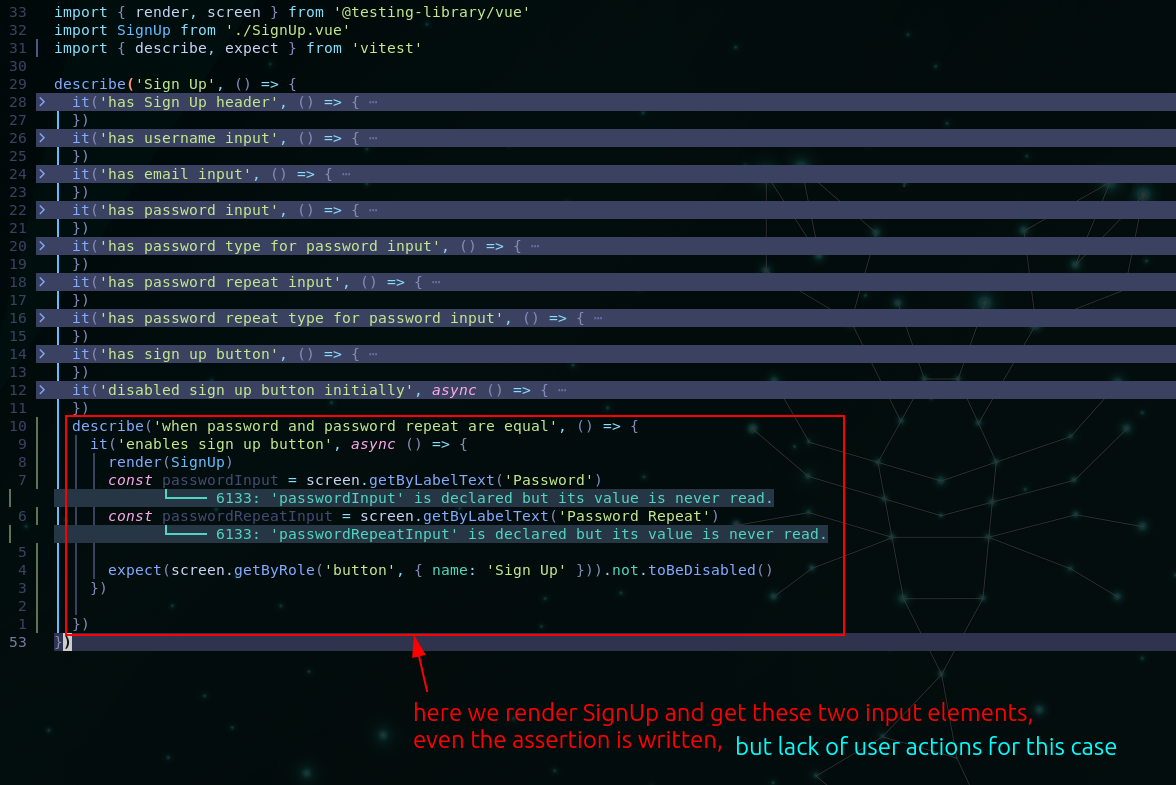 33 import { render, screen } from '@testing-library/vue'
32 import SignUp from './SignUp.vue'
31 import { describe, expect } from 'vitest'
30
29 describe('Sign Up', () => {
28 > it('has Sign Up header', () => { ⋯
27 })
26 > it('has username input', () => { ⋯
25 })
24 > it('has email input', () => { ⋯
23 })
22 > it('has password input', () => { ⋯
21 })
20 > it('has password type for password input', () => { ⋯
19 })
18 > it('has password repeat input', () => { ⋯
17 })
16 > it('has password repeat type for password input', () => { ⋯
15 })
14 > it('has sign up button', () => { ⋯
13 })
12 > it('disabled sign up button initially', async () => { ⋯
11 })
10 describe('when password and password repeat are equal', () => {
9 it('enables sign up button', async () => {
8 render(SignUp)
7 const passwordInput = screen.getByLabelText('Password')
6133: 'passwordInput' is declared but its value is never read.
6 const passwordRepeatInput = screen.getByLabelText('Password Repeat')
6133: 'passwordRepeatInput' is declared but its value is never read.
5
4 expect(screen.getByRole('button', { name: 'Sign Up' })).not.toBeDisabled()
3 })
2
1 })
53 })
here we render SignUp and get these two input elements,
even the assertion is written, but lack of user actions for this case